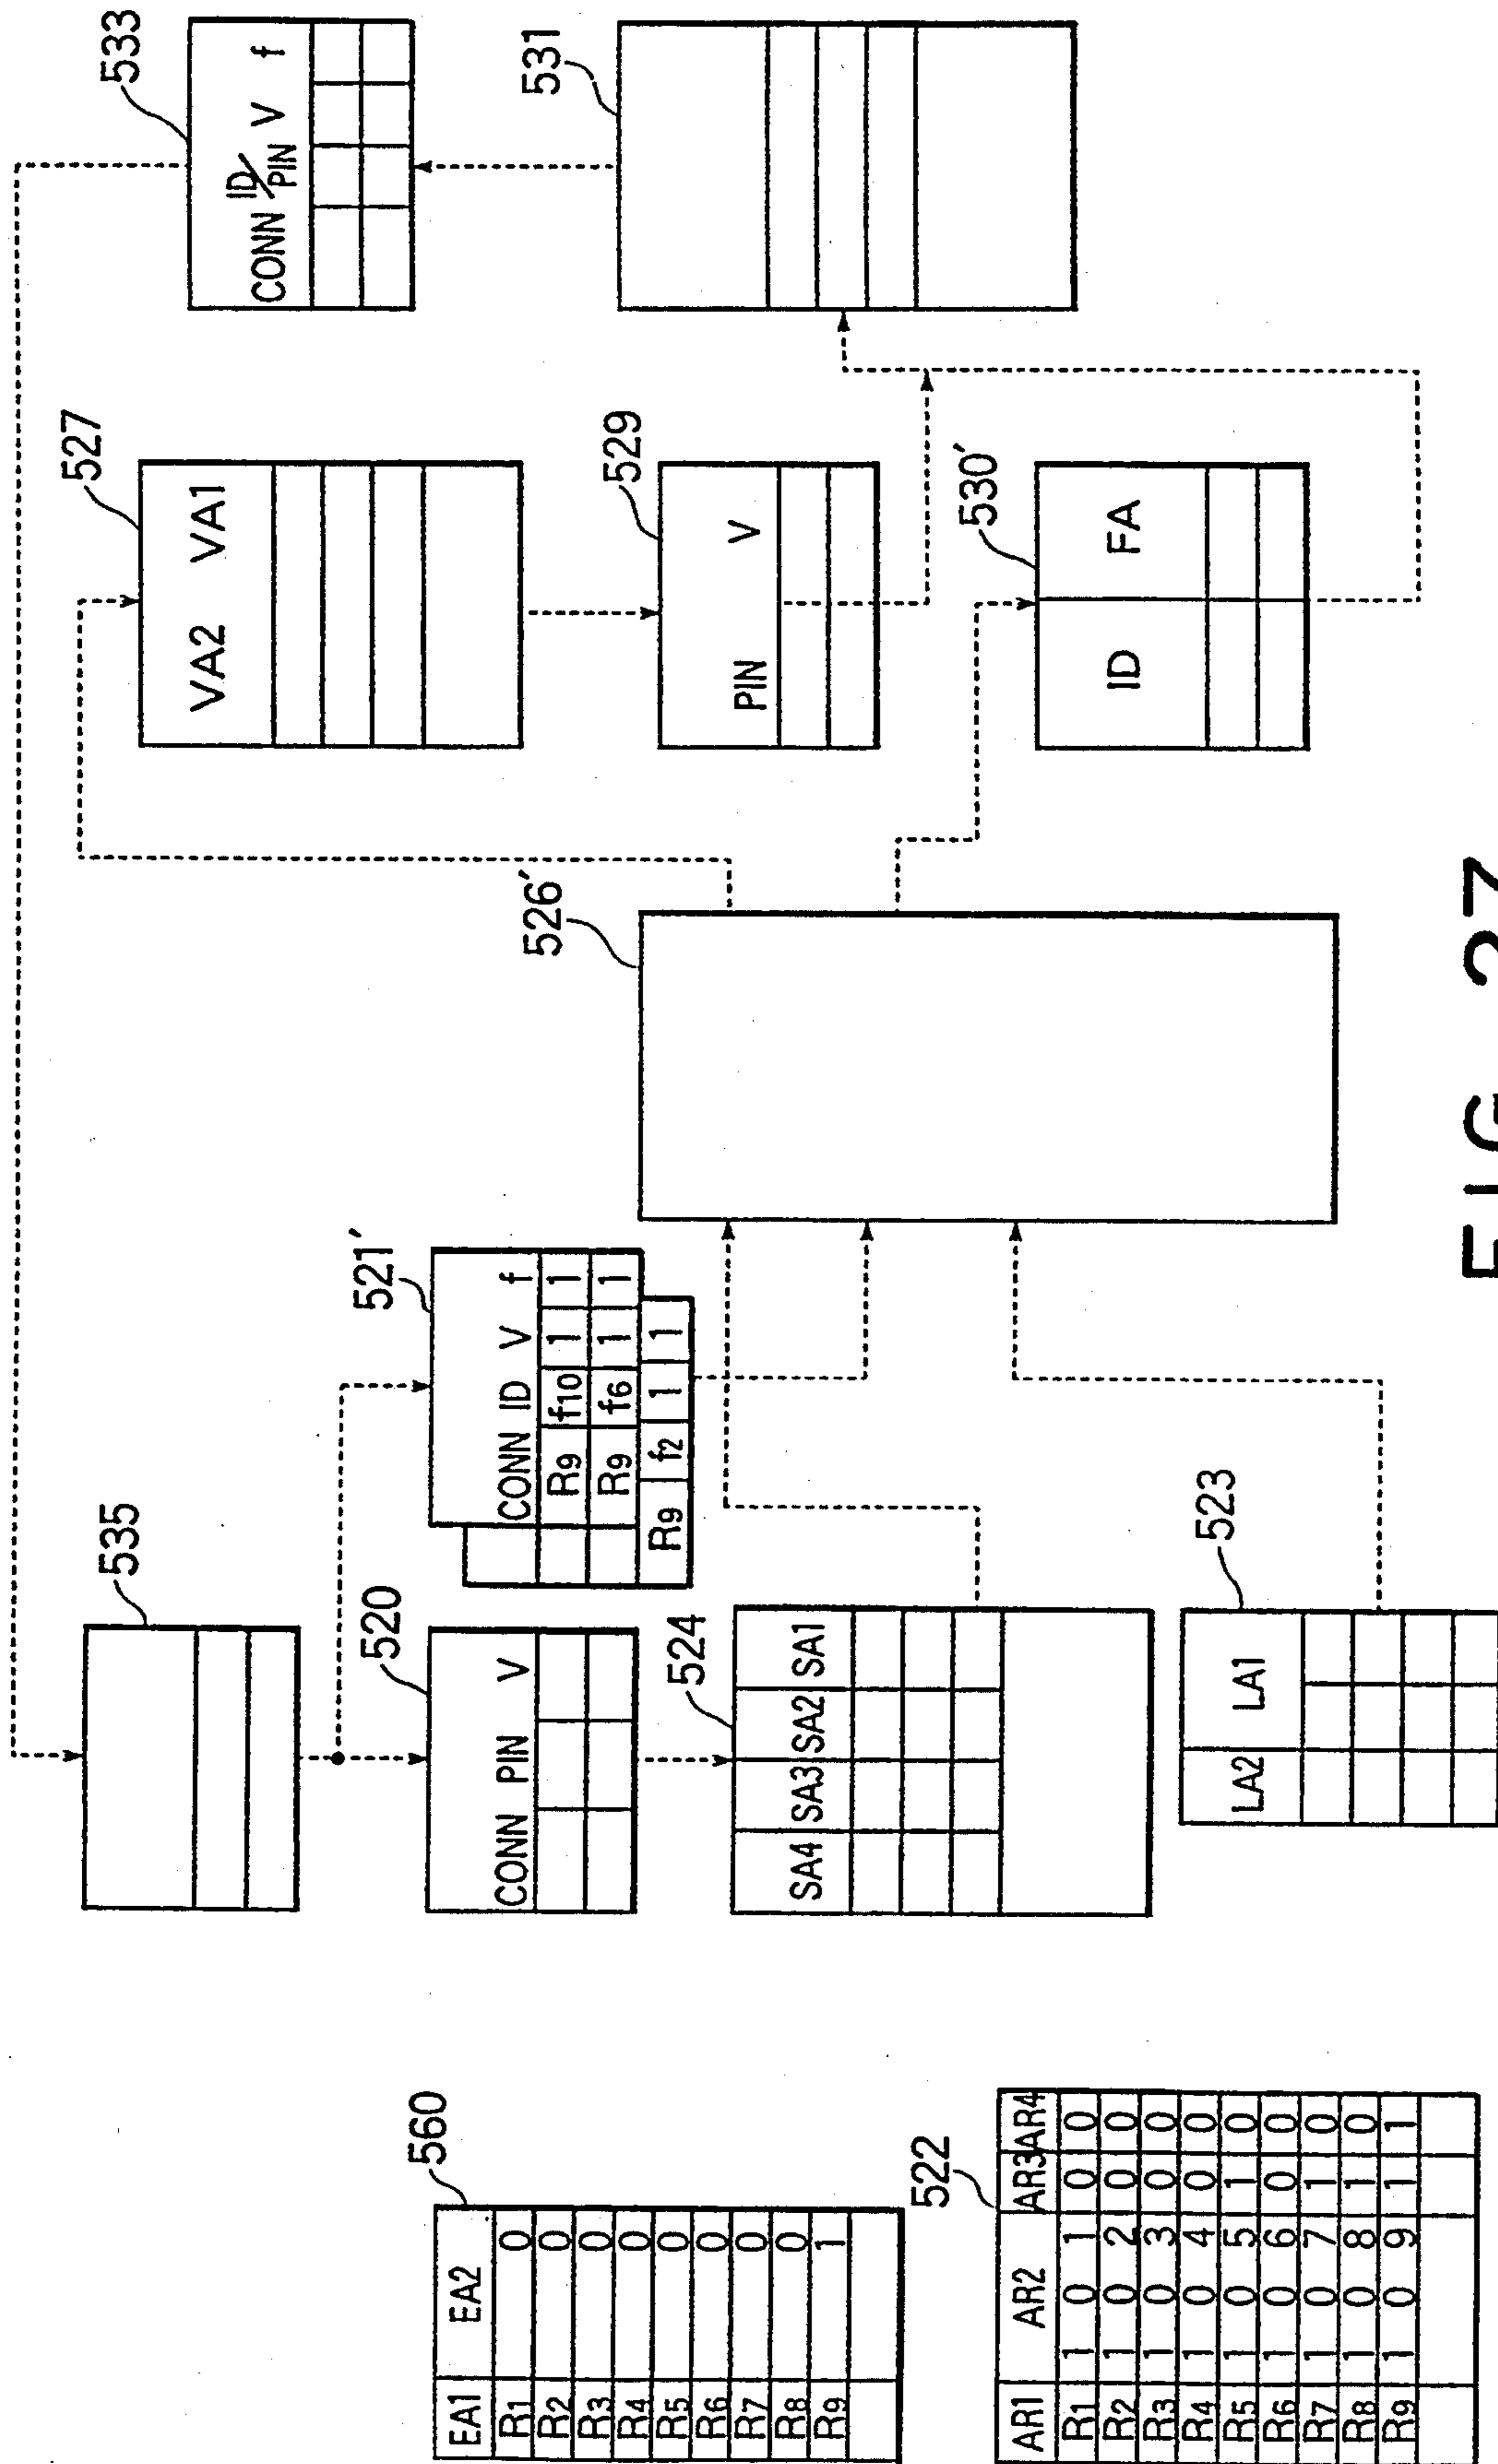 533
CONN ID/PIN V f
531
527
VA2 VA1
529
PIN V
530'
ID FA
526'
535
521'
CONN ID V f
R9 f10 1 1
R9 f6 1 1
R9 f2 1 1
520
CONN PIN V
524
SA4 SA3 SA2 SA1
523
LA2 LA1
560
EA1 EA2
R1 0
R2 0
R3 0
R4 0
R5 0
R6 0
R7 0
R8 0
R9 1
522
AR1 AR2 AR3 AR4
R1 1 0 1 0 0
R2 1 0 2 0 0
R3 1 0 3 0 0
R4 1 0 4 0 0
R5 1 0 5 1 0
R6 1 0 6 0 0
R7 1 0 7 1 0
R8 1 0 8 1 0
R9 1 0 9 1 1
FIG. 27